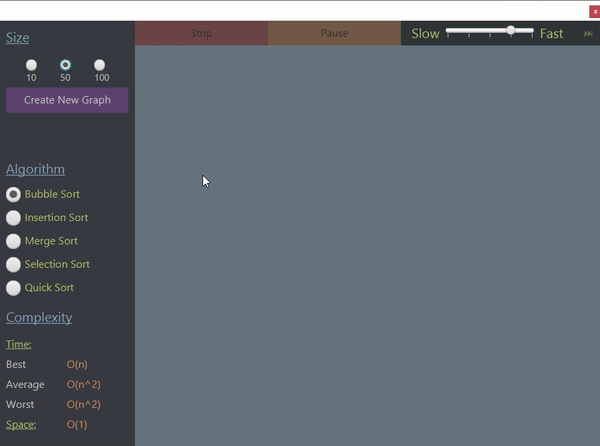 x
Size
Stop Pause Slow Fast
10 50 100
Create New Graph
Algorithm
Bubble Sort
Insertion Sort
Merge Sort
Selection Sort
Quick Sort
Complexity
Time:
Best O(n)
Average O(n^2)
Worst O(n^2)
Space: O(1)